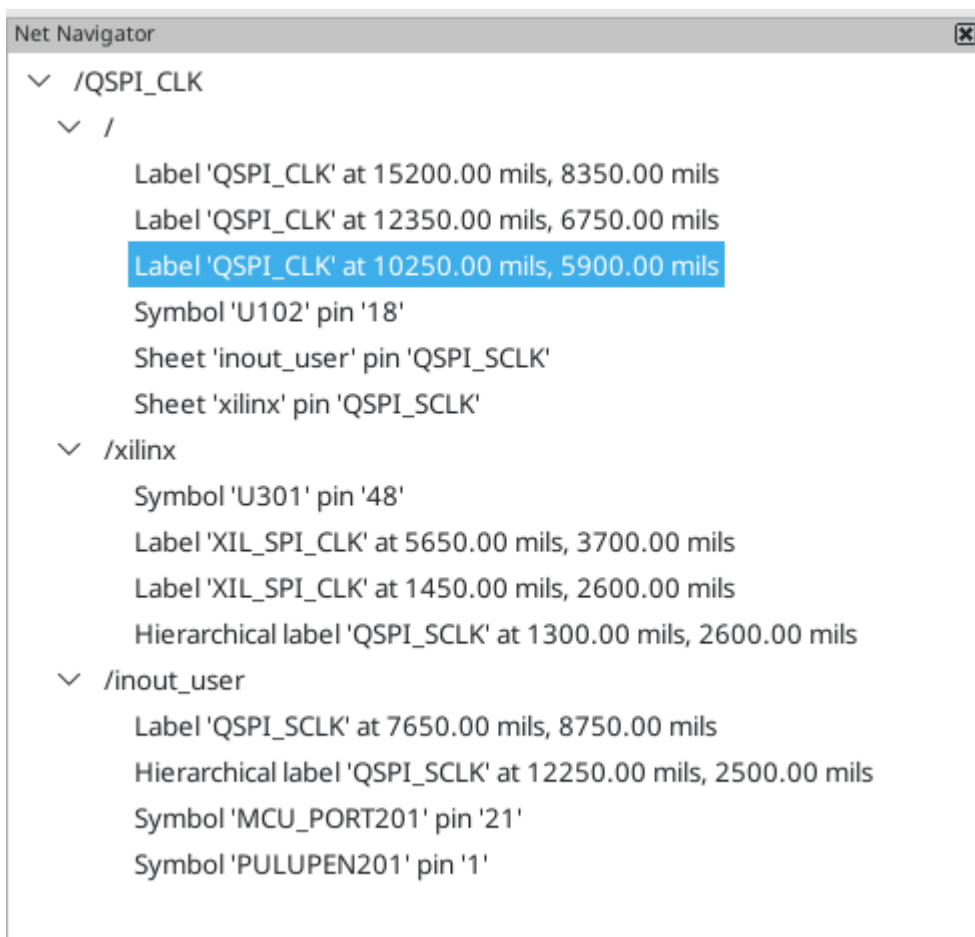 Net Navigator
/QSPI_CLK
/
Label 'QSPI_CLK' at 15200.00 mils, 8350.00 mils
Label 'QSPI_CLK' at 12350.00 mils, 6750.00 mils
Label 'QSPI_CLK' at 10250.00 mils, 5900.00 mils
Symbol 'U102' pin '18'
Sheet 'inout_user' pin 'QSPI_SCLK'
Sheet 'xilinx' pin 'QSPI_SCLK'
/xilinx
Symbol 'U301' pin '48'
Label 'XIL_SPI_CLK' at 5650.00 mils, 3700.00 mils
Label 'XIL_SPI_CLK' at 1450.00 mils, 2600.00 mils
Hierarchical label 'QSPI_SCLK' at 1300.00 mils, 2600.00 mils
/inout_user
Label 'QSPI_SCLK' at 7650.00 mils, 8750.00 mils
Hierarchical label 'QSPI_SCLK' at 12250.00 mils, 2500.00 mils
Symbol 'MCU_PORT201' pin '21'
Symbol 'PULUPEN201' pin '1'